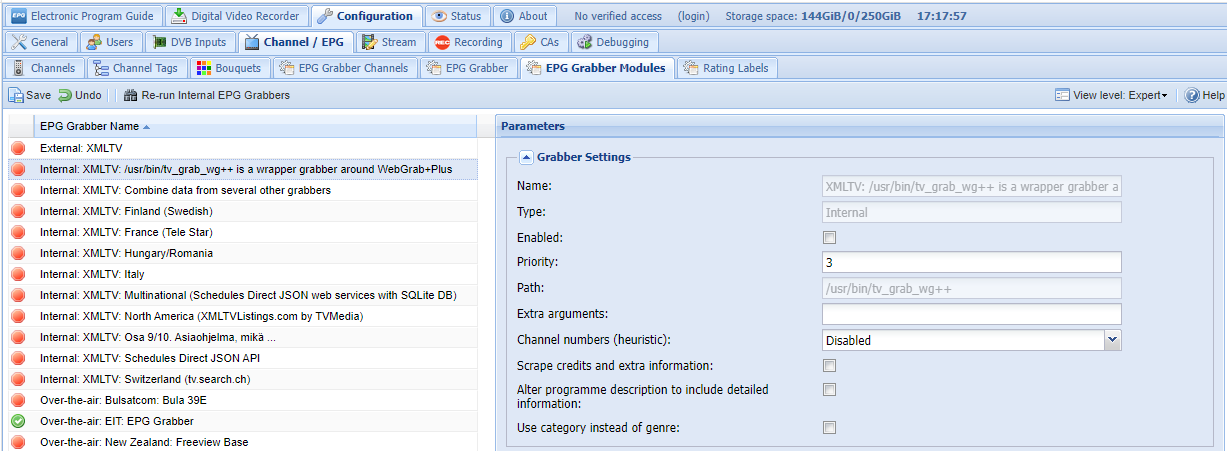 EPG Electronic Program Guide Digital Video Recorder Configuration Status About No verified access (login) Storage space: 144GiB/0/250GiB 17:17:57
General Users DVB Inputs Channel / EPG Stream REC Recording CAs Debugging
Channels Channel Tags Bouquets EPG Grabber Channels EPG Grabber EPG Grabber Modules Rating Labels
Save Undo Re-run Internal EPG Grabbers View level: Expert Help
EPG Grabber Name
External: XMLTV
Internal: XMLTV: /usr/bin/tv_grab_wg++ is a wrapper grabber around WebGrab+Plus
Internal: XMLTV: Combine data from several other grabbers
Internal: XMLTV: Finland (Swedish)
Internal: XMLTV: France (Tele Star)
Internal: XMLTV: Hungary/Romania
Internal: XMLTV: Italy
Internal: XMLTV: Multinational (Schedules Direct JSON web services with SQLite DB)
Internal: XMLTV: North America (XMLTVListings.com by TVMedia)
Internal: XMLTV: Osa 9/10. Asiaohjelma, mikä ...
Internal: XMLTV: Schedules Direct JSON API
Internal: XMLTV: Switzerland (tv.search.ch)
Over-the-air: Bulsatcom: Bula 39E
Over-the-air: EIT: EPG Grabber
Over-the-air: New Zealand: Freeview Base
Parameters
Grabber Settings
Name: XMLTV: /usr/bin/tv_grab_wg++ is a wrapper grabber a
Type: Internal
Enabled:
Priority: 3
Path: /usr/bin/tv_grab_wg++
Extra arguments:
Channel numbers (heuristic): Disabled
Scrape credits and extra information:
Alter programme description to include detailed
information:
Use category instead of genre: